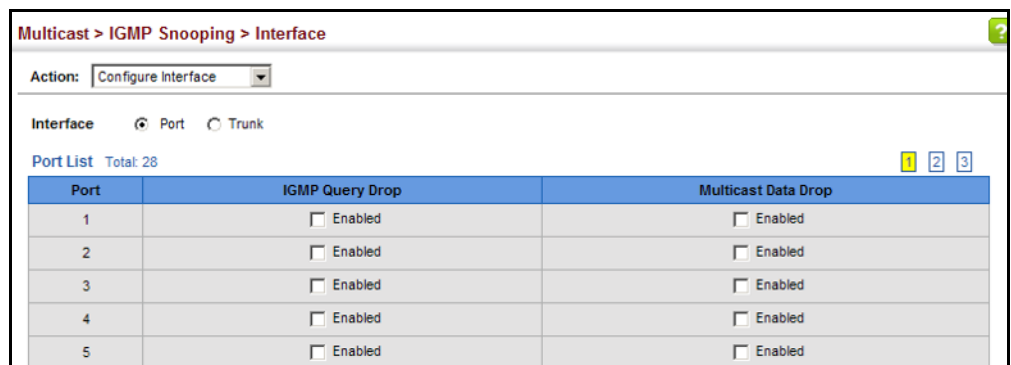 Multicast > IGMP Snooping > Interface ?
Action: Configure Interface
Interface Port Trunk
Port List Total: 28 1 2 3
Port IGMP Query Drop Multicast Data Drop
1 Enabled Enabled
2 Enabled Enabled
3 Enabled Enabled
4 Enabled Enabled
5 Enabled Enabled